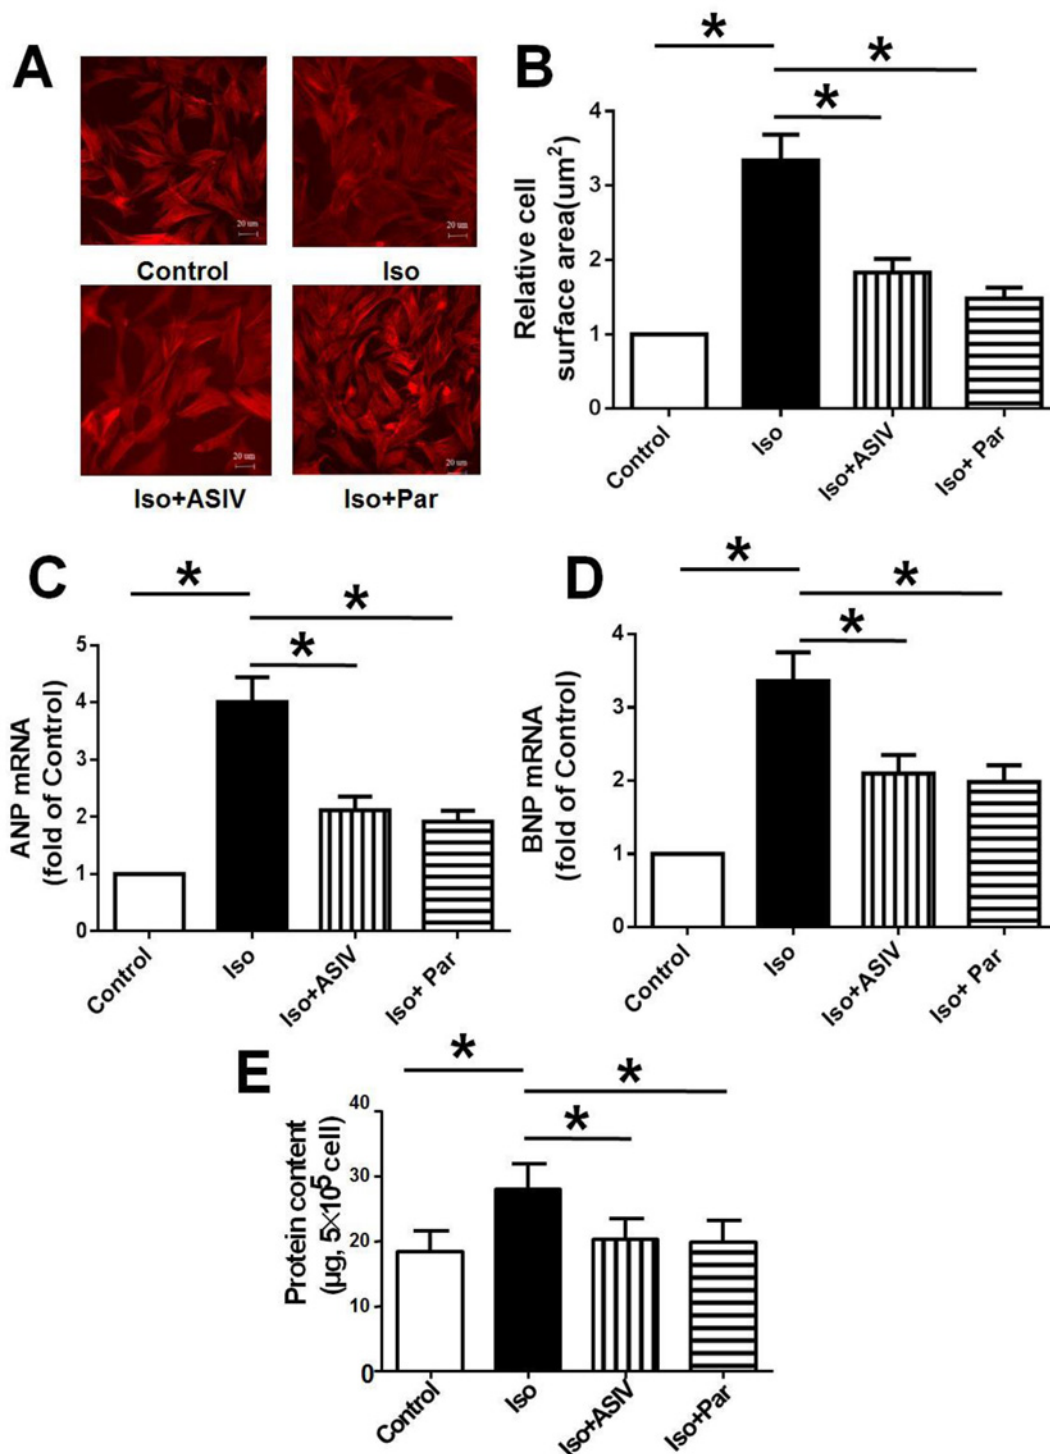 A
20 um
Control
20 um
Iso
20 um
Iso+ASIV
20 um
Iso+Par
B
*
*
*
Relative cell
surface area(um²)
4
3
2
1
0
Control
Iso
Iso+ASIV
Iso+ Par
C
*
*
*
ANP mRNA
(fold of Control)
5
4
3
2
1
0
Control
Iso
Iso+ASIV
Iso+ Par
D
*
*
*
BNP mRNA
(fold of Control)
4
3
2
1
0
Control
Iso
Iso+ASIV
Iso+ Par
E
*
*
*
Protein content
(μg, 5×10⁵ cell)
40
30
20
10
0
Control
Iso
Iso+ASIV
Iso+Par